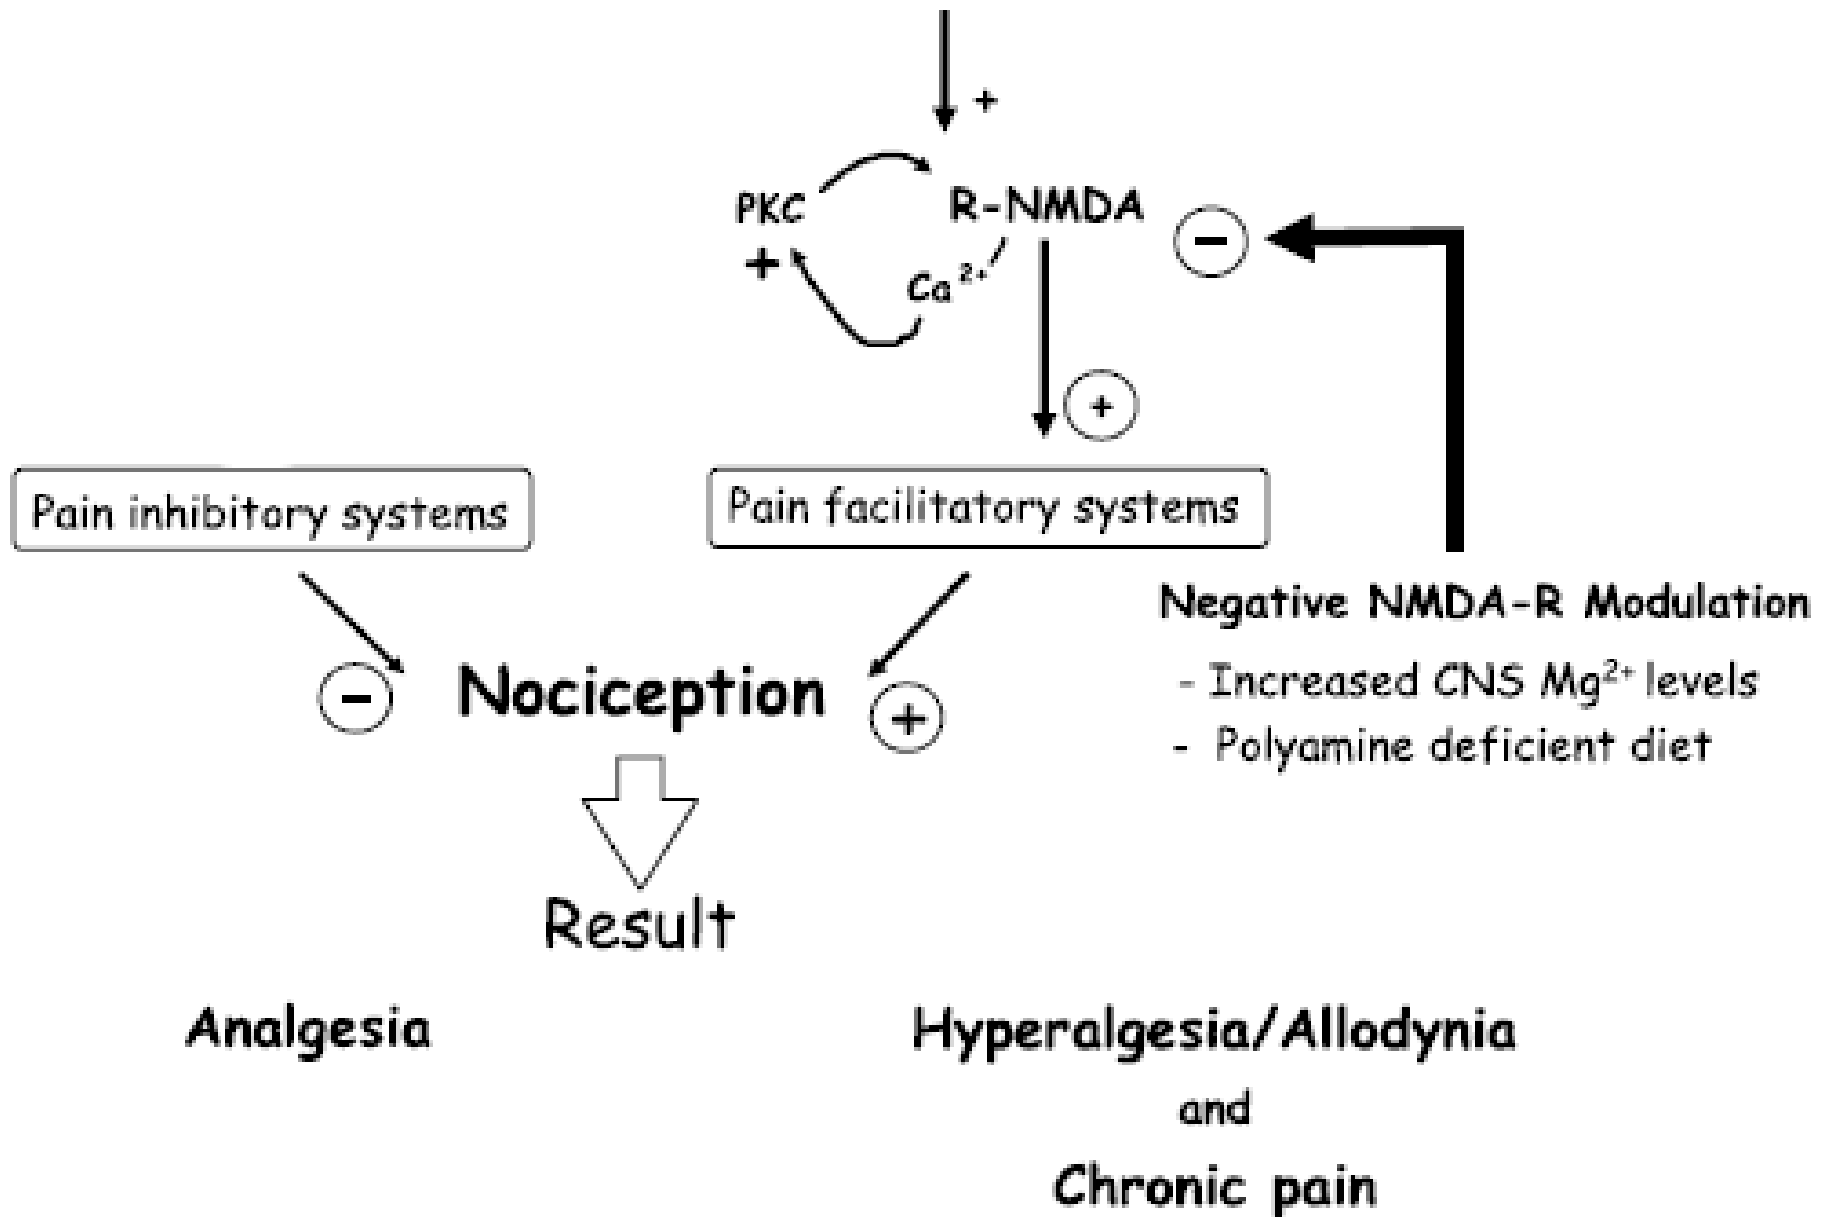 +
PKC
R-NMDA
−
+
Ca2+
+
Pain inhibitory systems
Pain facilitatory systems
Negative NMDA-R Modulation
- Increased CNS Mg2+ levels
- Polyamine deficient diet
−
Nociception
+
Result
Analgesia
Hyperalgesia/Allodynia
and
Chronic pain